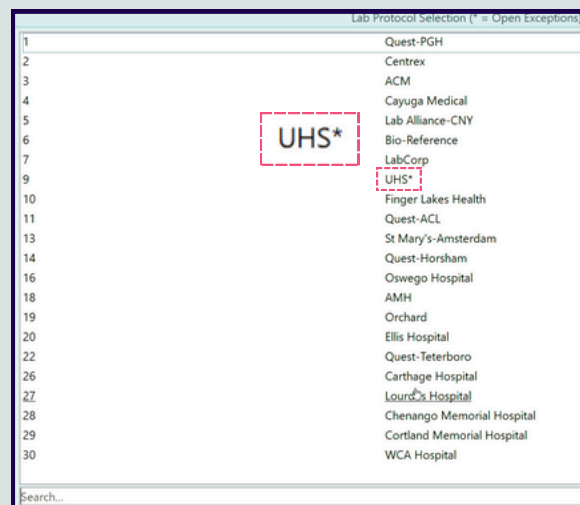 Lab Protocol Selection (* = Open Exceptions)
1 Quest-PGH
2 Centrex
3 ACM
4 Cayuga Medical
5 Lab Alliance-CNY
UHS*
6 Bio-Reference
7 LabCorp
9 UHS*
10 Finger Lakes Health
11 Quest-ACL
13 St Mary's-Amsterdam
14 Quest-Horsham
16 Oswego Hospital
18 AMH
19 Orchard
20 Ellis Hospital
22 Quest-Teterboro
26 Carthage Hospital
27 Lourdes Hospital
28 Chenango Memorial Hospital
29 Cortland Memorial Hospital
30 WCA Hospital
Search...